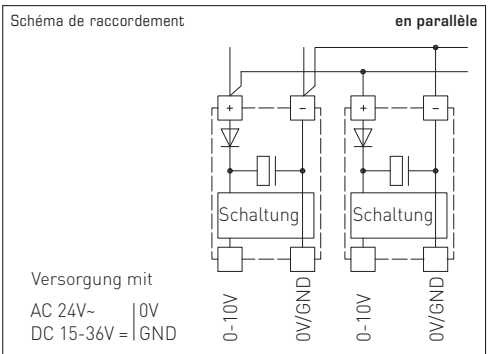 Schéma de raccordement
en parallèle
+
–
+
–
Schaltung
Schaltung
Versorgung mit
AC 24V~ 0V
DC 15-36V = GND
0-10V
0V/GND
0-10V
0V/GND